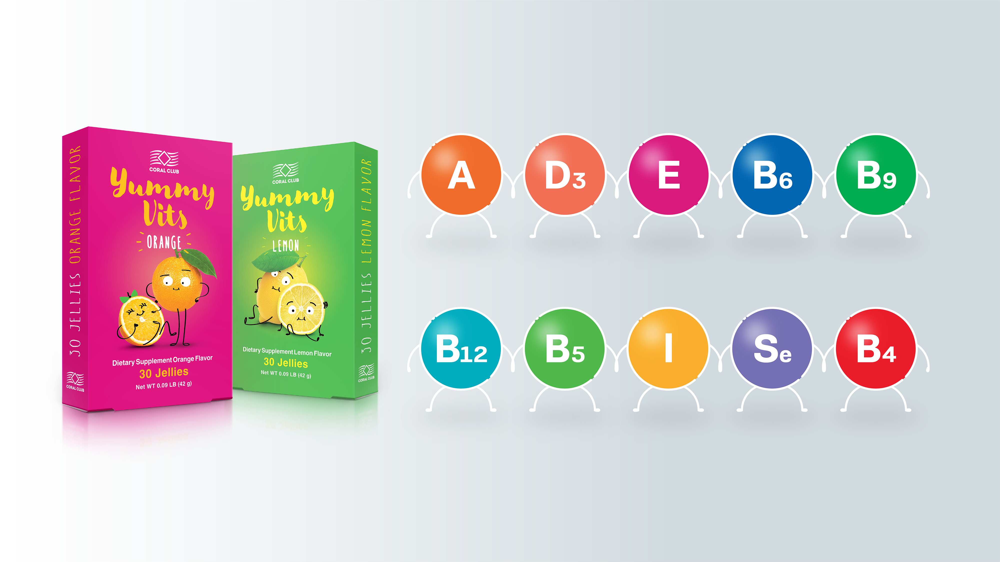 30 JELLIES ORANGE FLAVOR
CORAL CLUB
CORAL CLUB
Yummy
Vits
ORANGE
Dietary Supplement Orange Flavor
30 Jellies
Net WT 0.09 LB (42 g)
CORAL CLUB
Yummy
Vits
LEMON
Dietary Supplement Lemon Flavor
30 Jellies
Net WT 0.09 LB (42 g)
30 JELLIES LEMON FLAVOR
CORAL CLUB
A D3 E B6 B9
B12 B5 I Se B4